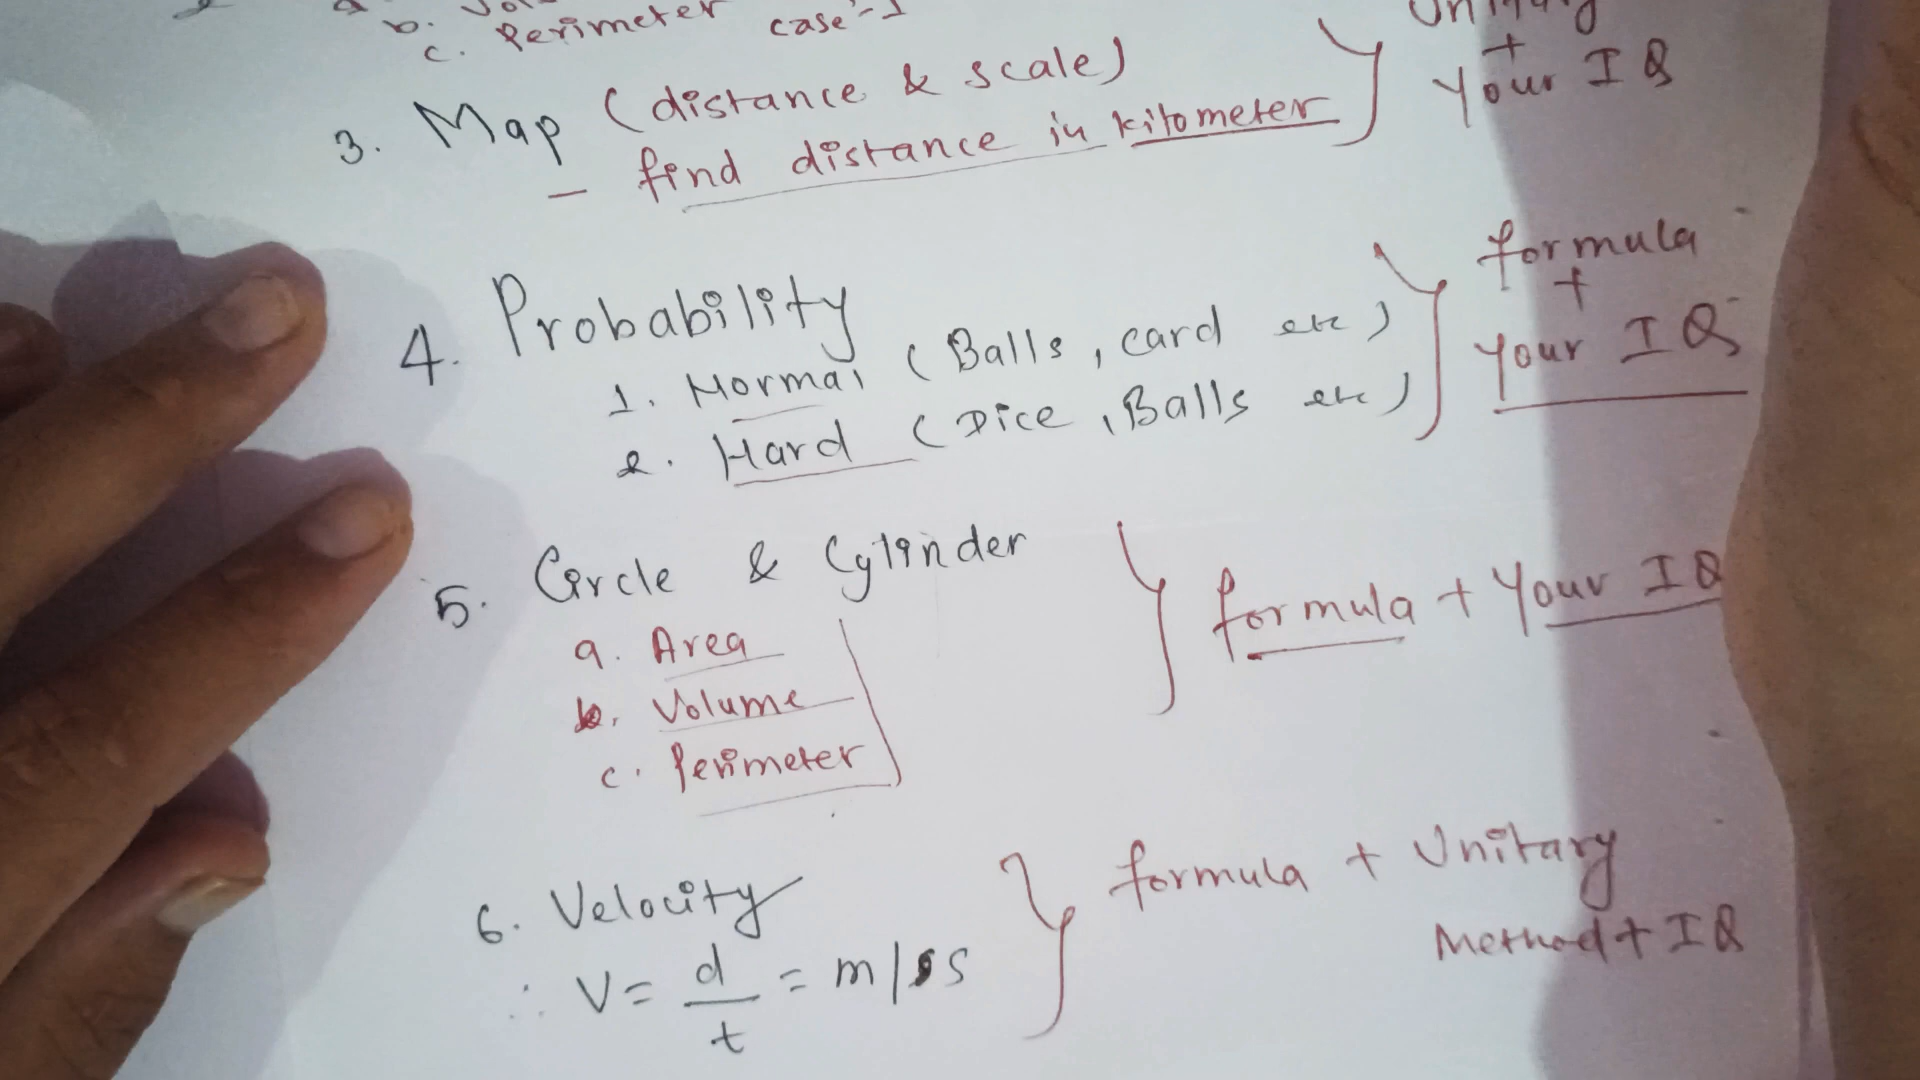 c. Perimeter case-1
3. Map (distance & scale)
- find distance in kilometer
+
Your IQ
4. Probability
1. Normal (Balls, card etc)
2. Hard (Dice, Balls etc)
formula
+
Your IQ
5. Circle & Cylinder
a. Area
b. Volume
c. Perimeter
formula + Your IQ
6. Velocity
∴ V = d/t = m/s
formula + Unitary
Method + IQ